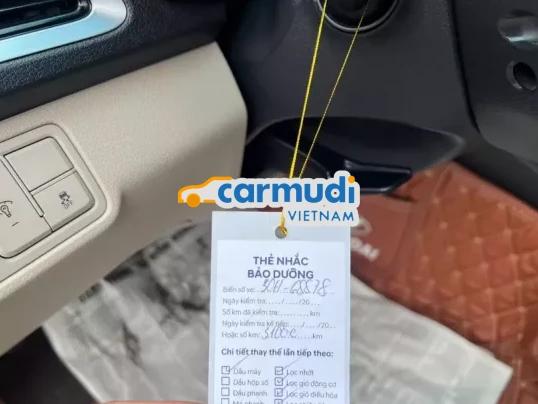 carmudi
VIETNAM
THẺ NHẮC
BẢO DƯỠNG
Biển số xe:
Ngày kiểm tra:...../...../20...
Số km đã kiểm tra:..........km
Ngày kiểm tra kế tiếp:...../...../20...
Hoặc số km: .....km
Chi tiết thay thế lần tiếp theo:
Dầu máy Lọc nhớt
Dầu hộp số Lọc gió động cơ
Dầu phanh Lọc gió điều hòa